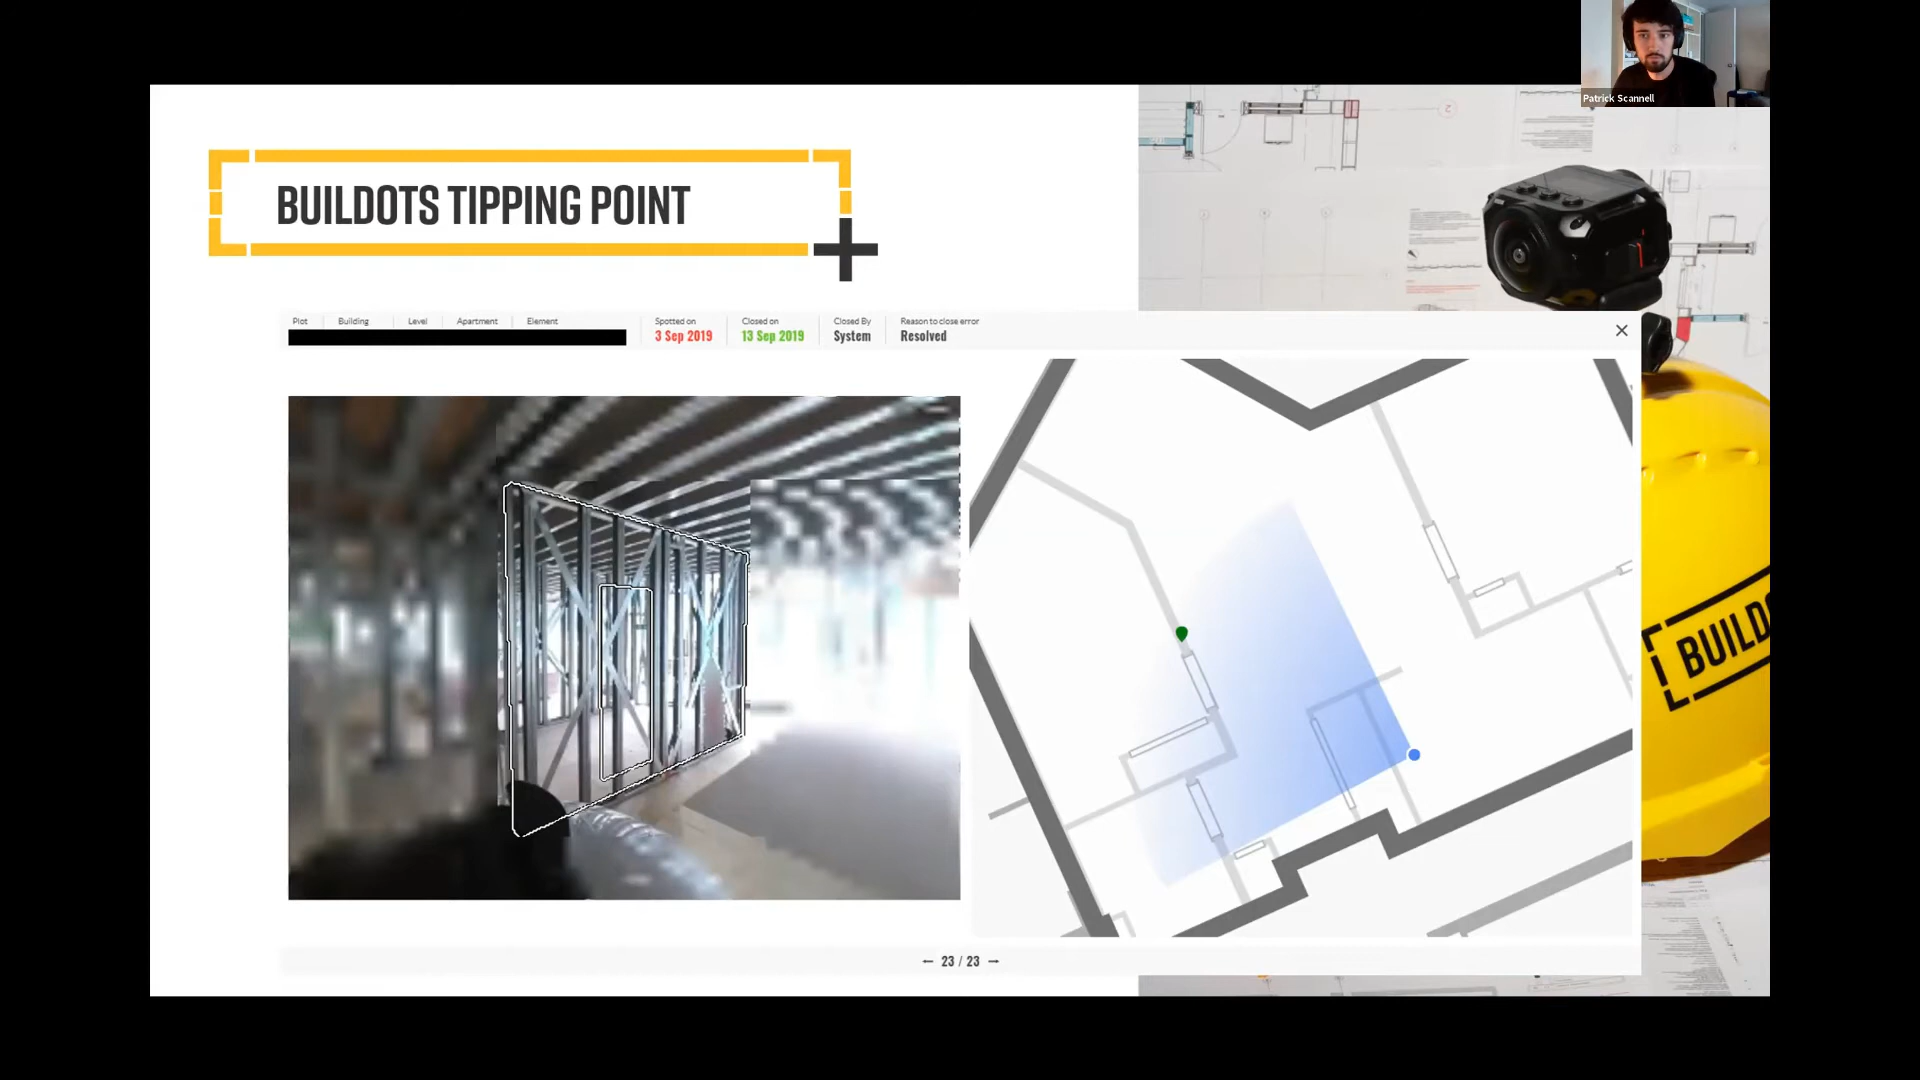 Patrick Scannell
BUILDOTS TIPPING POINT
Plot Building Level Apartment Element Spotted on Closed on Closed By Reason to close error
3 Sep 2019 13 Sep 2019 System Resolved
BUILD
← 23 / 23 →